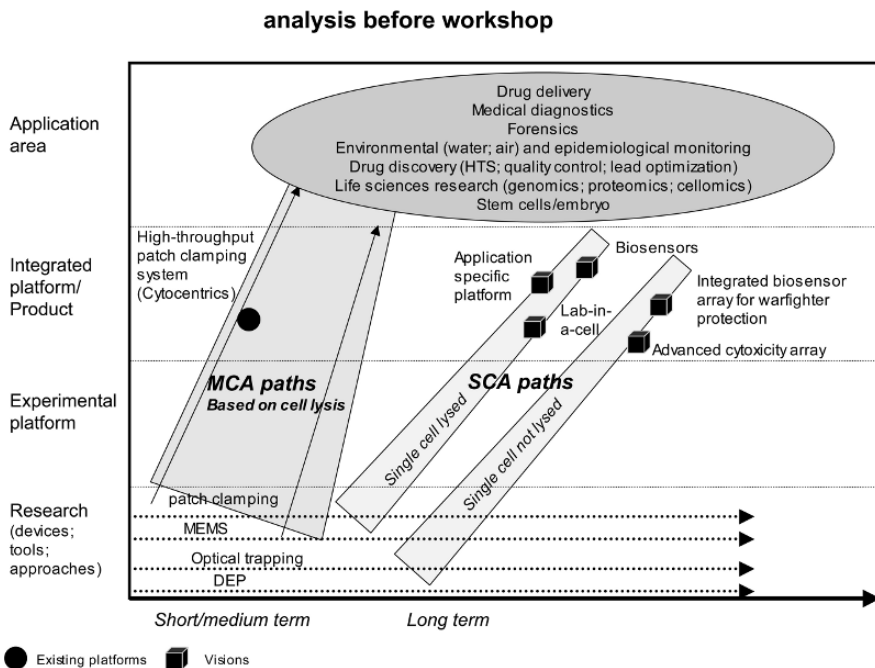 analysis before workshop
Application
area
Drug delivery
Medical diagnostics
Forensics
Environmental (water; air) and epidemiological monitoring
Drug discovery (HTS; quality control; lead optimization)
Life sciences research (genomics; proteomics; cellomics)
Stem cells/embryo
Integrated
platform/
Product
High-throughput
patch clamping
system
(Cytocentrics)
Application
specific
platform
Biosensors
Lab-in-
a-cell
Integrated biosensor
array for warfighter
protection
Advanced cytoxicity array
Experimental
platform
MCA paths
Based on cell lysis
SCA paths
Single cell lysed
Single cell not lysed
Research
(devices;
tools;
approaches)
patch clamping
MEMS
Optical trapping
DEP
Short/medium term
Long term
Existing platforms
Visions